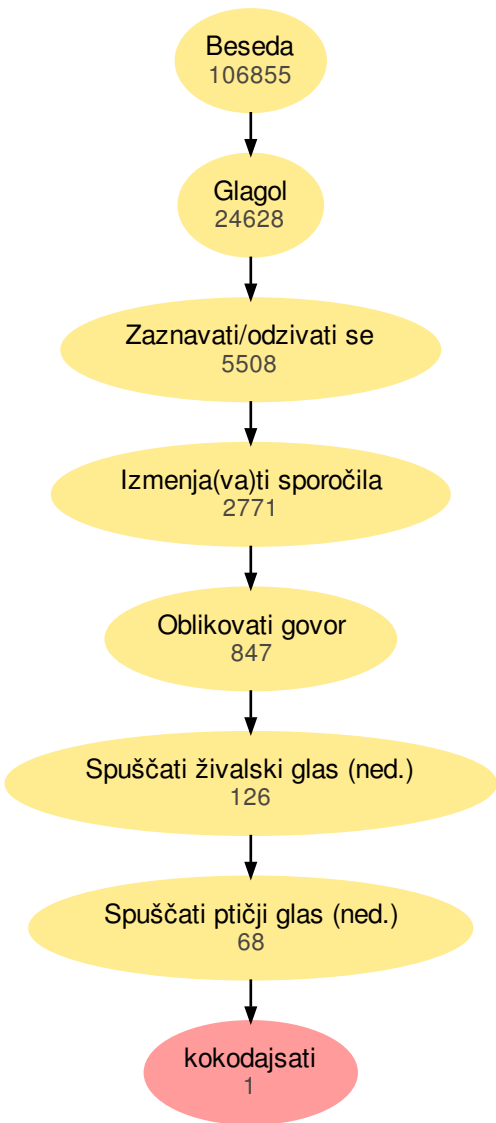 Beseda
106855
Glagol
24628
Zaznavati/odzivati se
5508
Izmenja(va)ti sporočila
2771
Oblikovati govor
847
Spuščati živalski glas (ned.)
126
Spuščati ptičji glas (ned.)
68
kokodajsati
1